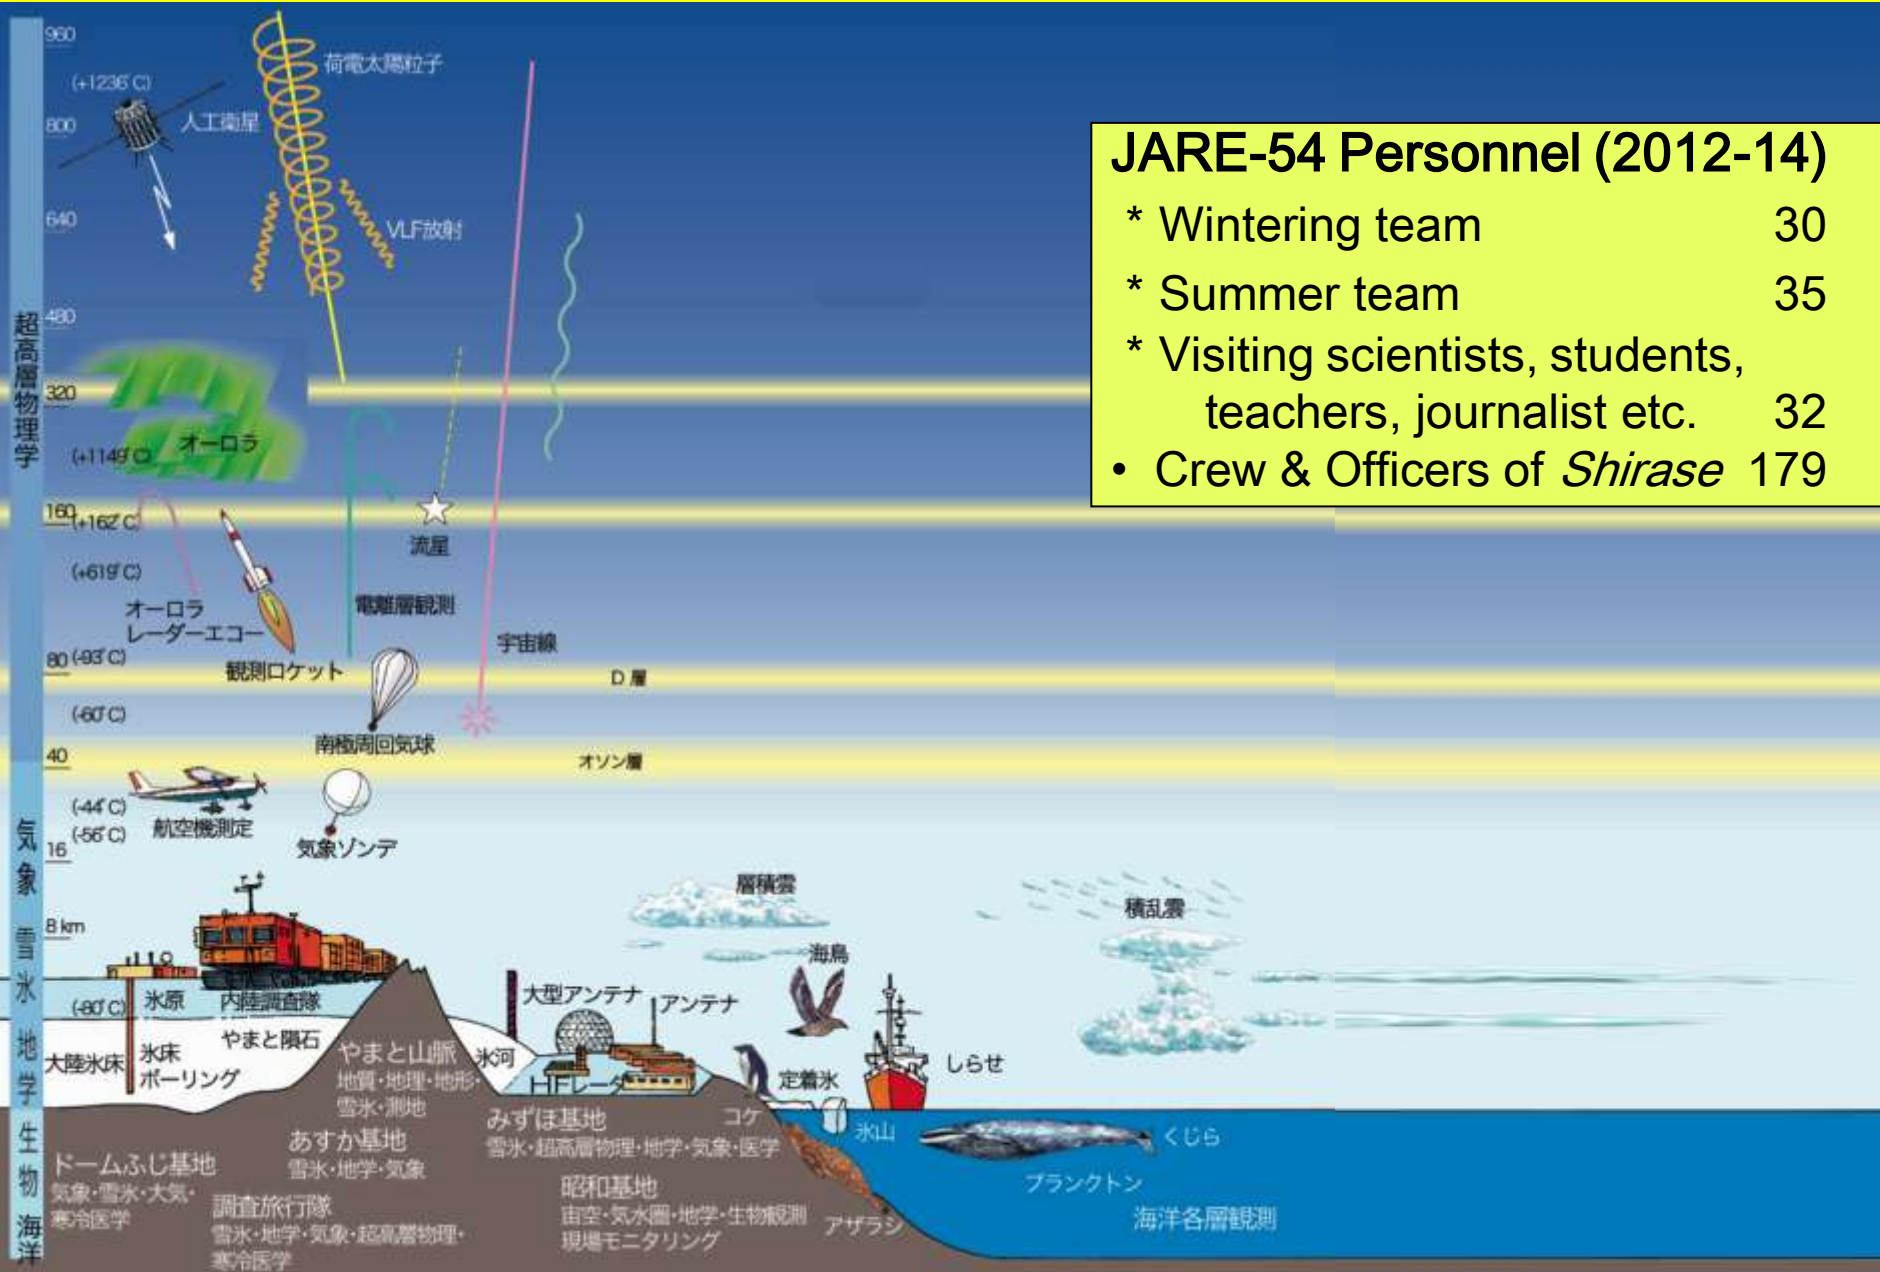 960
(+1236°C)
荷電太陽粒子
人工衛星
800
640
VLF放射
480
超高層物理学
320
オーロラ
(+1149°C)
160
(+162°C)
流星
(+619°C)
オーロラ
レーダーエコー
電離層観測
宇宙線
80 (-93°C)
観測ロケット
D層
(-60°C)
南極周回気球
40
オゾン層
(-44°C)
(-56°C)
航空機測定
気象ゾンデ
16
気象
層積雲
積乱雲
8 km
雪氷
海鳥
(-80°C)
氷原
内陸調査隊
大型アンテナ
アンテナ
やまと隕石
大陸氷床
氷床
ボーリング
やまと山脈
地質・地理・地形・
雪氷・測地
氷河
HFレーダ
定着氷
しらせ
地学
みずほ基地
雪氷・超高層物理・地学・気象・医学
コケ
氷山
くじら
生物
あすか基地
雪氷・地学・気象
ドームふじ基地
気象・雪氷・大気・
寒冷医学
調査旅行隊
雪氷・地学・気象・超高層物理・
寒冷医学
昭和基地
宙空・気水圏・地学・生物観測
現場モニタリング
アザラシ
プランクトン
海洋各層観測
海洋
JARE-54 Personnel (2012-14)
* Wintering team 30
* Summer team 35
* Visiting scientists, students,
teachers, journalist etc. 32
• Crew & Officers of Shirase 179